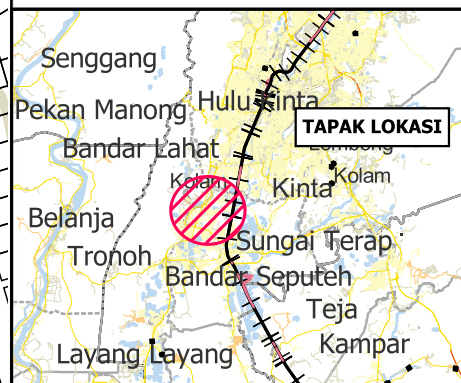 Senggang
Pekan Manong
Hulu Kinta
TAPAK LOKASI
Bandar Lahat
Kolam
Kinta
Kolam
Belanja
Sungai Terap
Tronoh
Bandar Seputeh
Teja
Kampar
Layang Layang